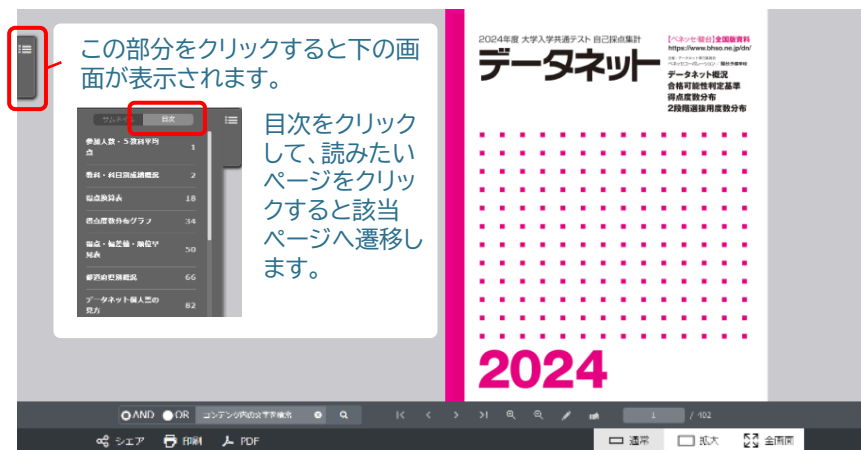 この部分をクリックすると下の画
面が表示されます。
サムネイル
目次
参加人数・5教科平均
点
1
教科・科目別成績概況
2
得点換算表
18
得点度数分布グラフ
34
得点・偏差値・順位早
見表
50
都道府県別概況
66
データネット個人票の
見方
82
目次をクリック
して、読みたい
ページをクリッ
クすると該当
ページへ遷移し
ます。
2024年度 大学入学共通テスト 自己採点集計
データネット
[ベネッセ・駿台]全国版資料
https://www.bhso.ne.jp/dn/
データネット概況
合格可能性判定基準
得点度数分布
2段階選抜用度数分布
2024
AND
OR
コンテンツ内の文字を検索
1
/ 402
シェア
印刷
PDF
通常
拡大
全画面